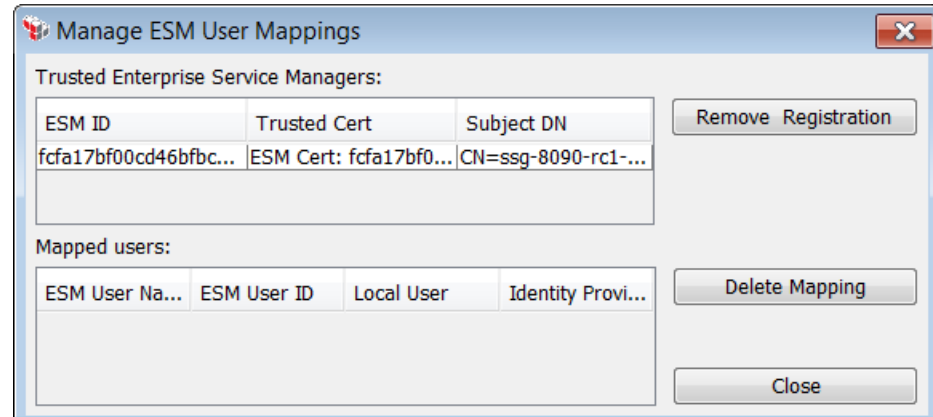 Manage ESM User Mappings
Trusted Enterprise Service Managers:
ESM ID Trusted Cert Subject DN
fcfa17bf00cd46bfbc... ESM Cert: fcfa17bf0... CN=ssg-8090-rc1-...
Remove Registration
Mapped users:
ESM User Na... ESM User ID Local User Identity Provi...
Delete Mapping
Close